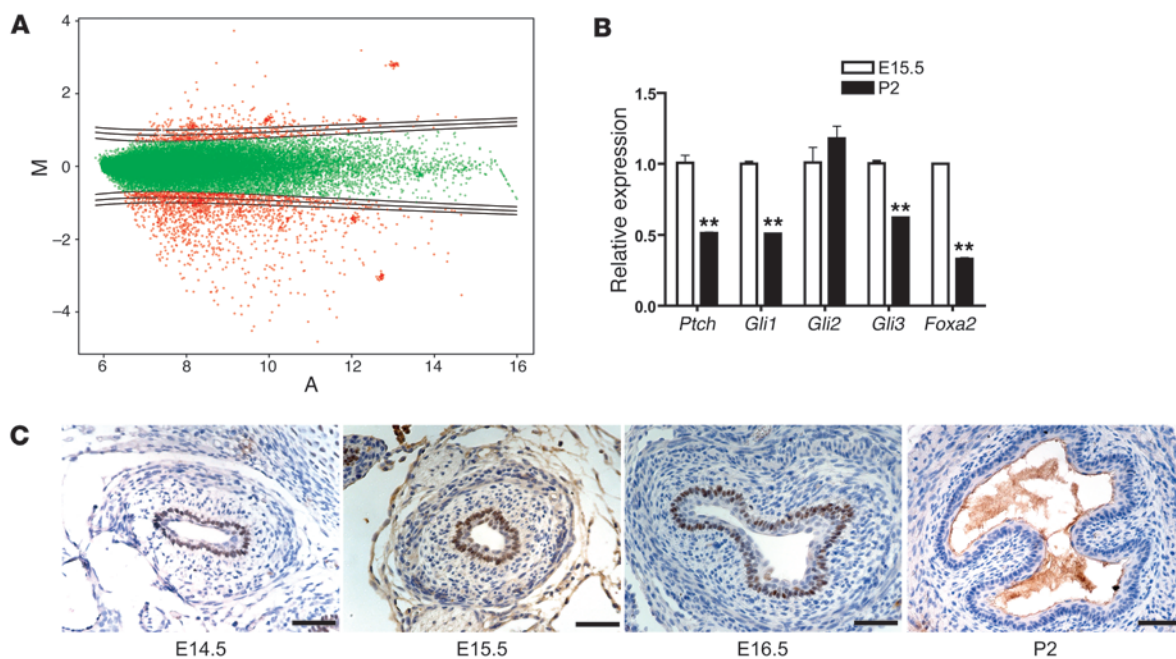 A
4
2
0
−2
−4
M
6
8
10
12
14
16
A
B
E15.5
P2
1.5
1.0
0.5
0.0
Relative expression
**
**
**
**
Ptch
Gli1
Gli2
Gli3
Foxa2
C
E14.5
E15.5
E16.5
P2